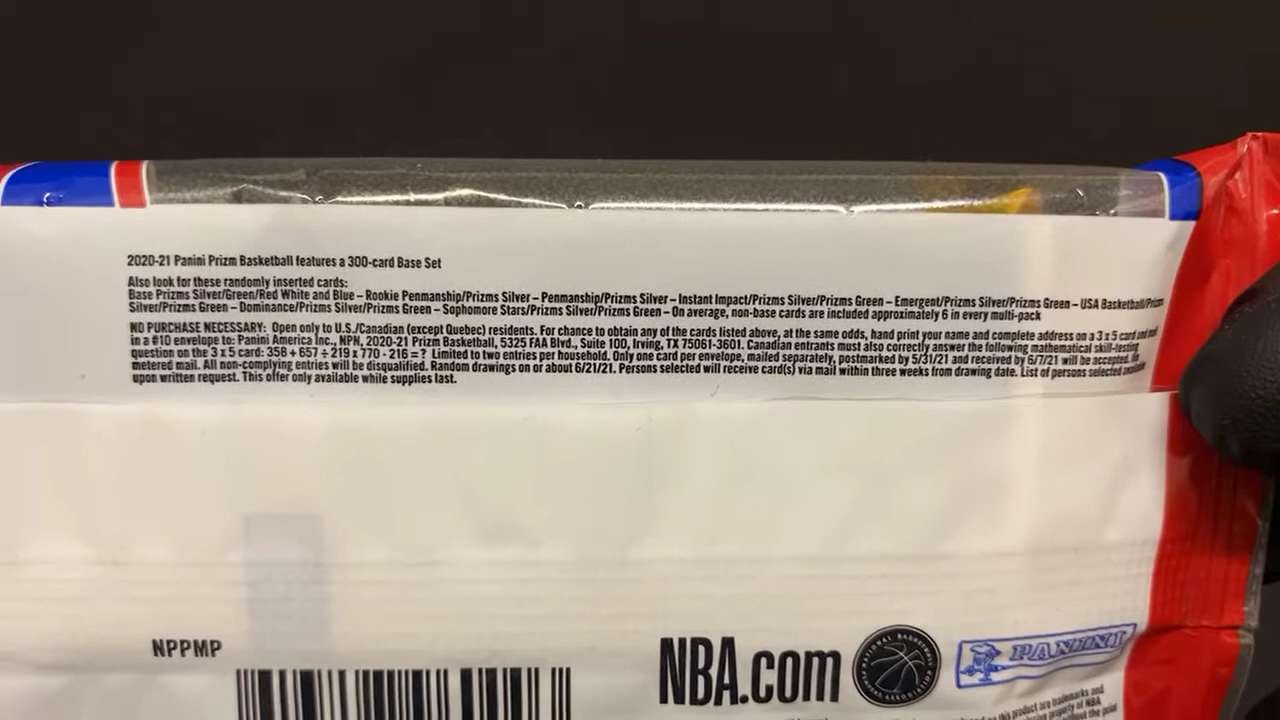 2020-21 Panini Prizm Basketball features a 300-card Base Set
Also look for these randomly inserted cards:
Base Prizms Silver/Green/Red White and Blue – Rookie Penmanship/Prizms Silver – Penmanship/Prizms Silver – Instant Impact/Prizms Silver/Prizms Green – Emergent/Prizms Silver/Prizms Green – USA Basketball/Prizms
Silver/Prizms Green – Dominance/Prizms Silver/Prizms Green – Sophomore Stars/Prizms Silver/Prizms Green – On average, non-base cards are included approximately 6 in every multi-pack
NO PURCHASE NECESSARY: Open only to U.S./Canadian (except Quebec) residents. For chance to obtain any of the cards listed above, at the same odds, hand print your name and complete address on a 3 x 5 card and mail
in a #10 envelope to: Panini America Inc., NPN, 2020-21 Prizm Basketball, 5325 FAA Blvd., Suite 100, Irving, TX 75061-3601. Canadian entrants must also correctly answer the following mathematical skill-testing
question on the 3 x 5 card: 358 + 657 ÷ 219 x 770 - 216 = ? Limited to two entries per household. Only one card per envelope, mailed separately, postmarked by 5/31/21 and received by 6/7/21 will be accepted. No
metered mail. All non-complying entries will be disqualified. Random drawings on or about 6/21/21. Persons selected will receive card(s) via mail within three weeks from drawing date. List of persons selected available
upon written request. This offer only available while supplies last.
NPPMP
NBA.com
NATIONAL BASKETBALL PLAYERS ASSOCIATION
PANINI
this product are trademarks and
property of NBA